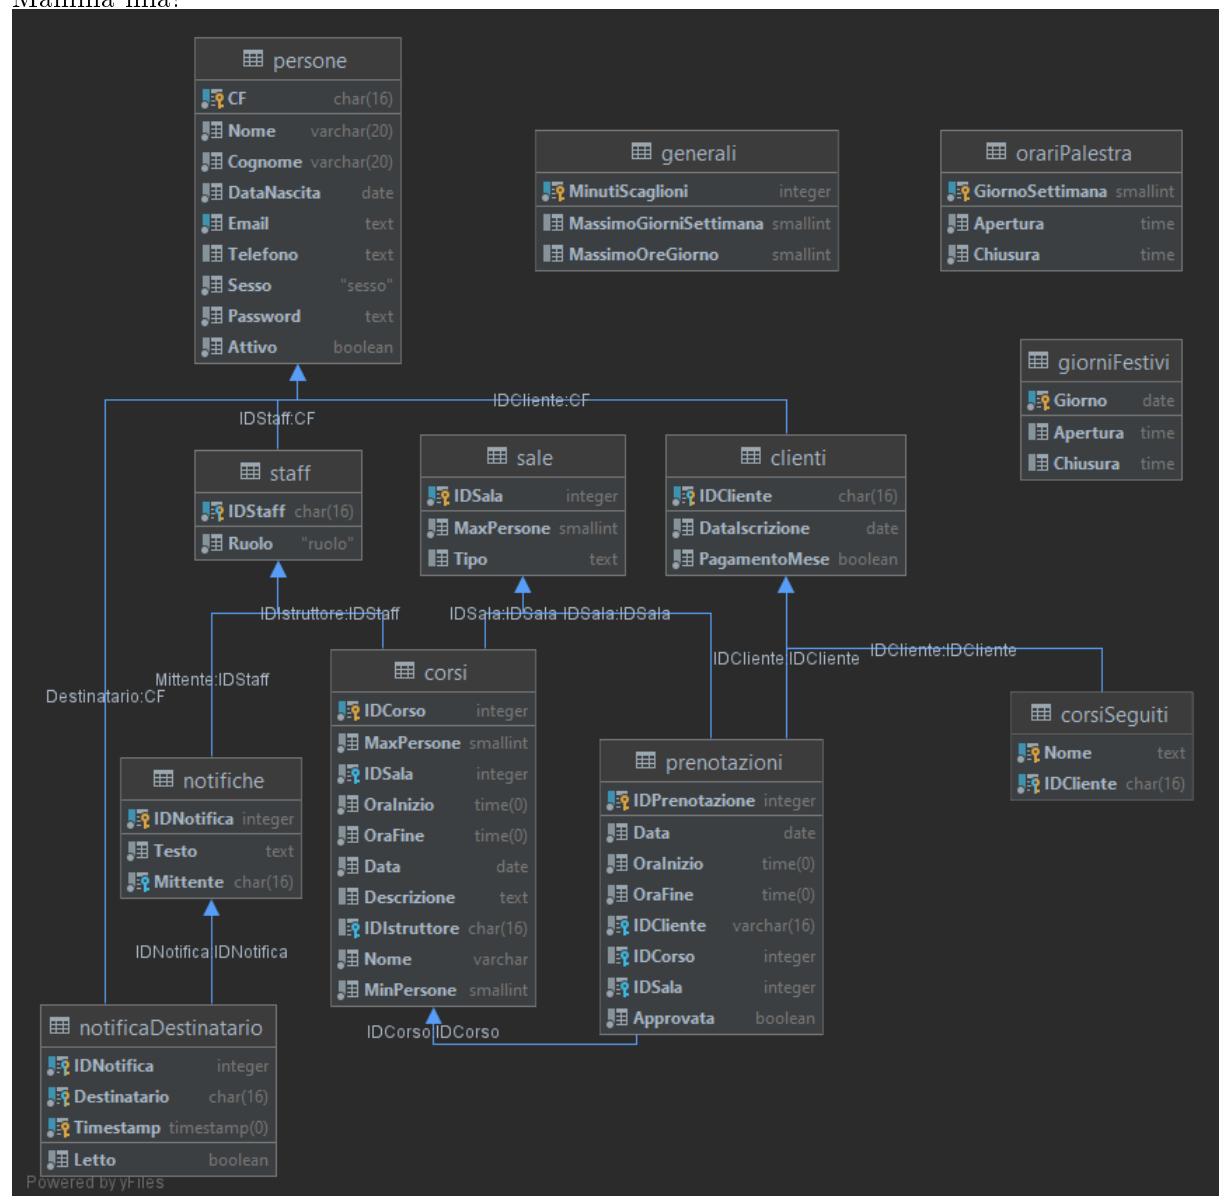 Mamma mia!
persone
CF char(16)
Nome varchar(20)
Cognome varchar(20)
DataNascita date
Email text
Telefono text
Sesso "sesso"
Password text
Attivo boolean
generali
MinutiScaglioni integer
MassimoGiorniSettimana smallint
MassimoOreGiorno smallint
orariPalestra
GiornoSettimana smallint
Apertura time
Chiusura time
giorniFestivi
Giorno date
Apertura time
Chiusura time
IDCliente:CF
IDStaff:CF
staff
IDStaff char(16)
Ruolo "ruolo"
sale
IDSala integer
MaxPersone smallint
Tipo text
clienti
IDCliente char(16)
DataIscrizione date
PagamentoMese boolean
IDIstruttore:IDStaff
IDSala:IDSala IDSala:IDSala
IDCliente:IDCliente
IDCliente:IDCliente
Mittente:IDStaff
Destinatario:CF
corsi
IDCorso integer
MaxPersone smallint
IDSala integer
OraInizio time(0)
OraFine time(0)
Data date
Descrizione text
IDIstruttore char(16)
Nome varchar
MinPersone smallint
corsiSeguiti
Nome text
IDCliente char(16)
prenotazioni
IDPrenotazione integer
Data date
OraInizio time(0)
OraFine time(0)
IDCliente varchar(16)
IDCorso integer
IDSala integer
Approvata boolean
notifiche
IDNotifica integer
Testo text
Mittente char(16)
IDNotifica:IDNotifica
IDCorso:IDCorso
notificaDestinatario
IDNotifica integer
Destinatario char(16)
Timestamp timestamp(0)
Letto boolean
Powered by yFiles